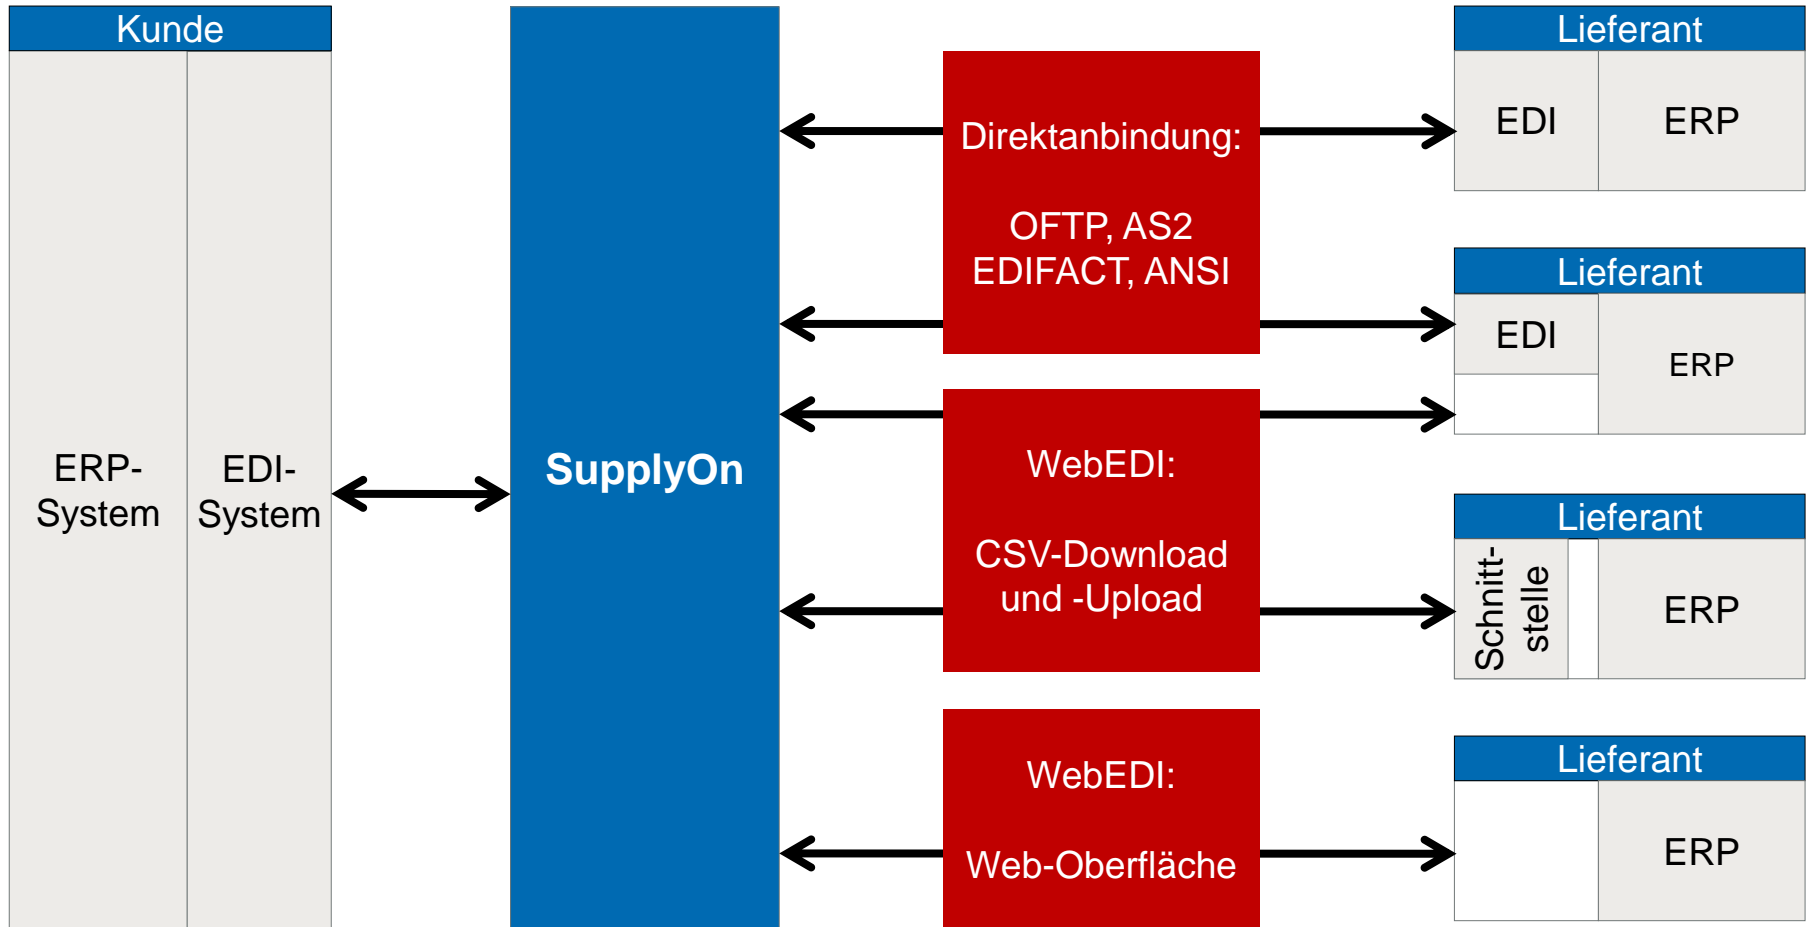 Kunde
ERP-
System
EDI-
System
SupplyOn
Direktanbindung:
OFTP, AS2
EDIFACT, ANSI
WebEDI:
CSV-Download
und -Upload
WebEDI:
Web-Oberfläche
Lieferant
EDI
ERP
Lieferant
EDI
ERP
Lieferant
Schnitt-
stelle
ERP
Lieferant
ERP